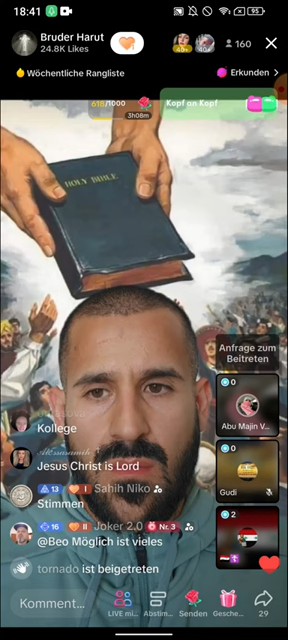 18:41
95
Bruder Harut
24.8K Likes
40+
160
Wöchentliche Rangliste
Erkunden
618/1000
3h08m
Kopf an Kopf
HOLY BIBLE
Anfrage zum
Beitreten
0
Abu Majin V...
Kollege
0
Jesus Christ is Lord
Gudi
13 I Sahih Niko
Stimmen
2
16 II Joker 2.0 Nr. 3
@Beo Möglich ist vieles
tornado ist beigetreten
Kommentar...
LIVE mi...
Abstim...
Senden
Gesche...
29